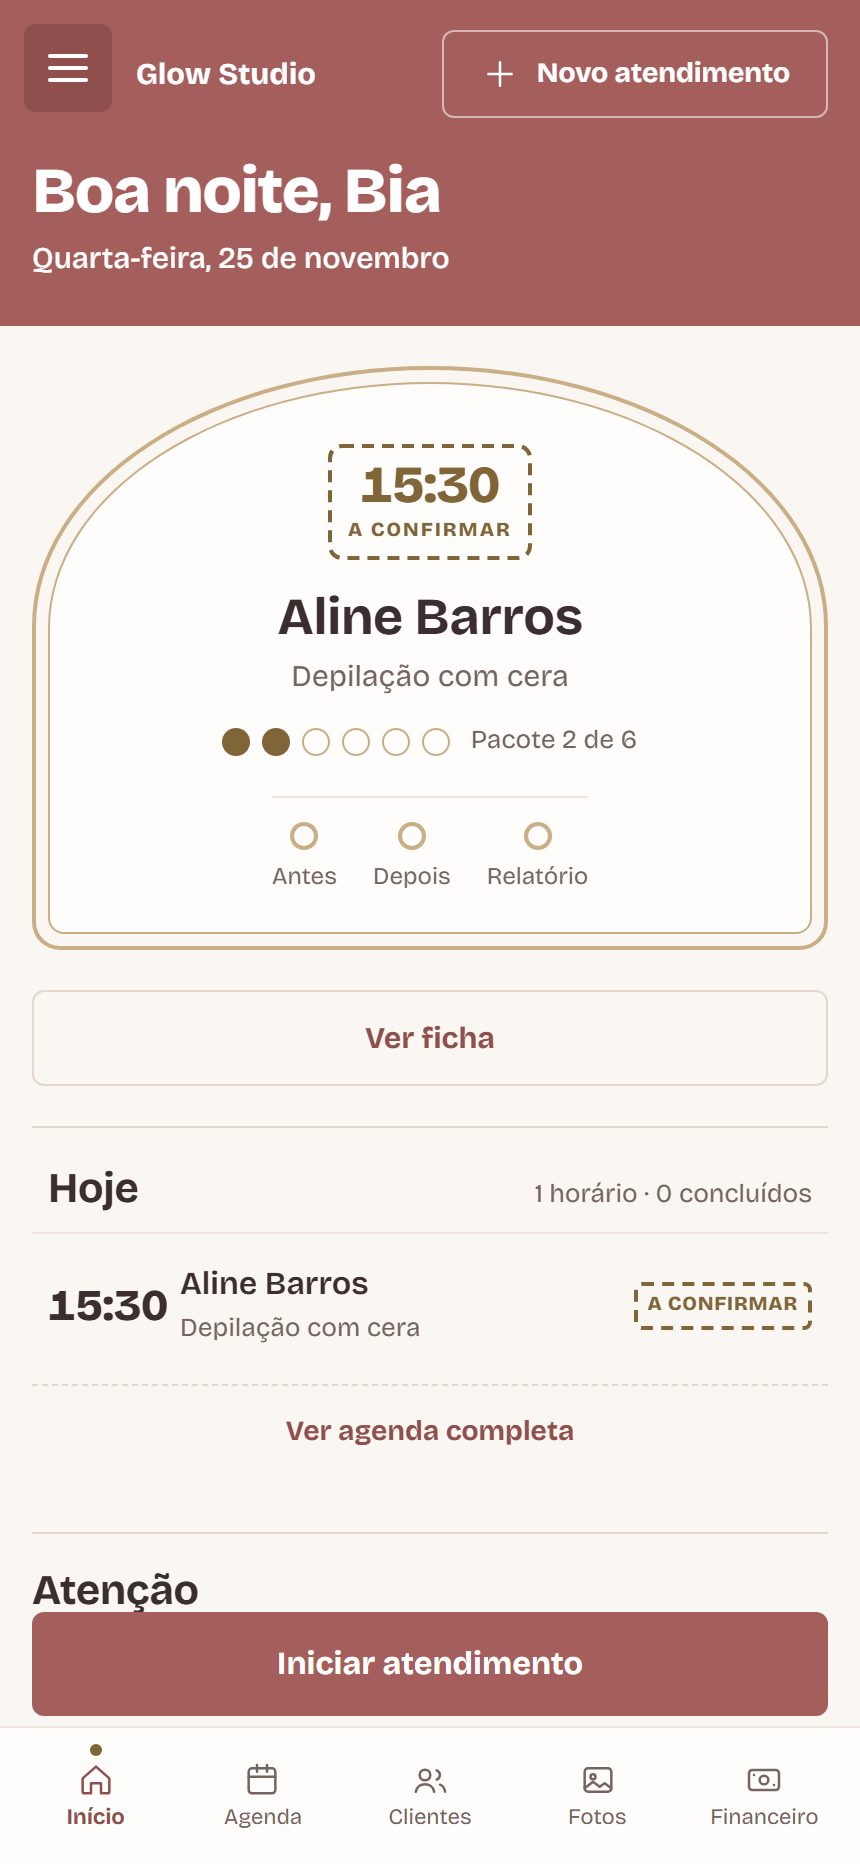 Glow Studio
Novo atendimento
Boa noite, Bia
Quarta-feira, 25 de novembro
15:30
A CONFIRMAR
Aline Barros
Depilação com cera
Pacote 2 de 6
Antes Depois Relatório
Ver ficha
Hoje
1 horário · 0 concluídos
15:30
Aline Barros
Depilação com cera
A CONFIRMAR
Ver agenda completa
Atenção
Iniciar atendimento
Início Agenda Clientes Fotos Financeiro